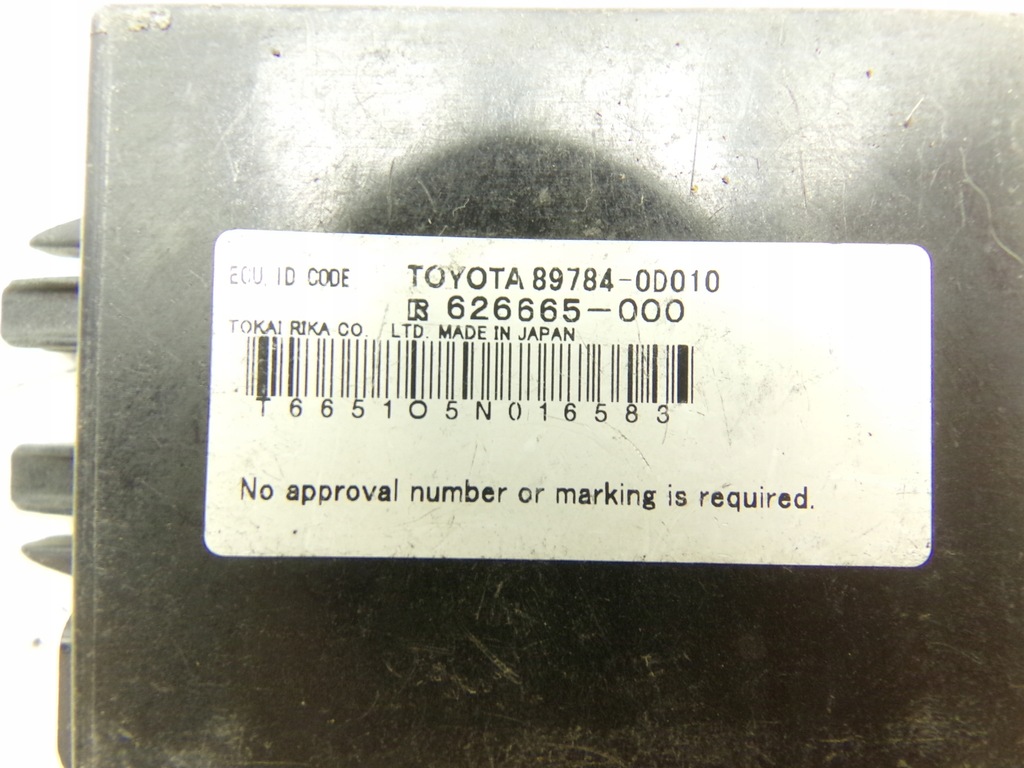 ECU, ID CODE TOYOTA 89784-0D010
R 626665-000
TOKAI RIKA CO. LTD. MADE IN JAPAN
T665105N016583
No approval number or marking is required.